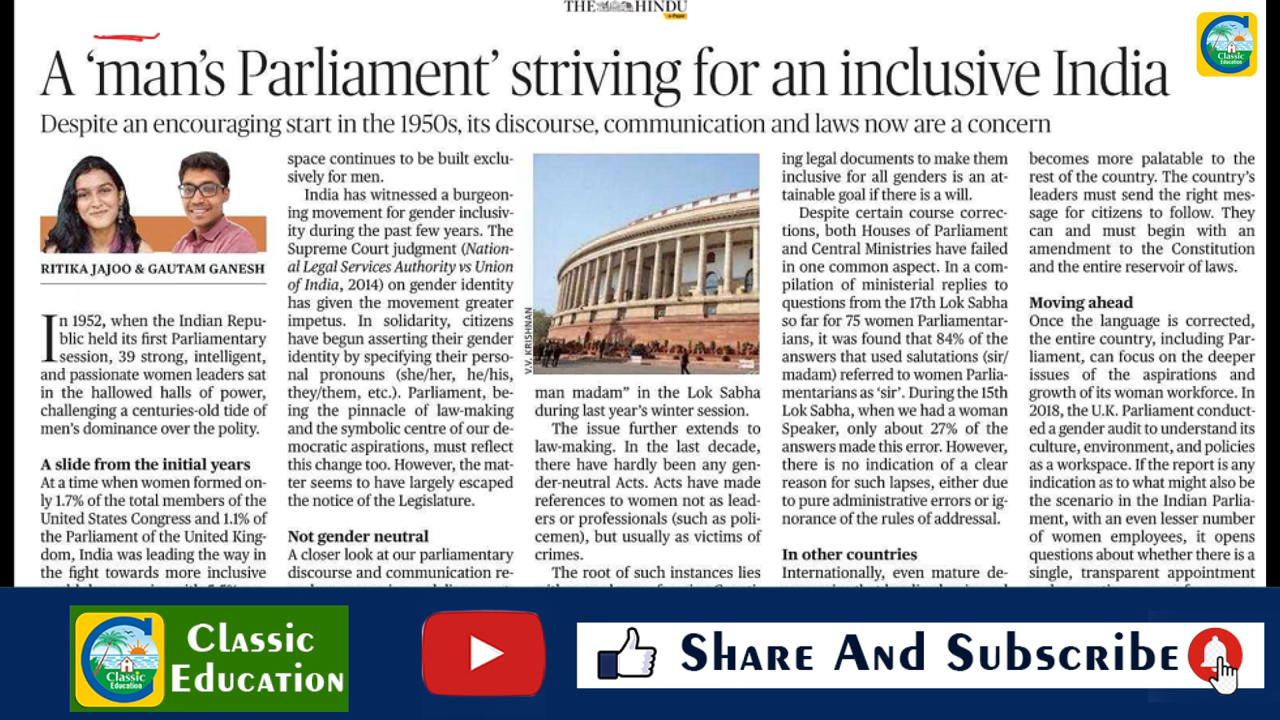 THE HINDU
e-Paper
Classic
Education
A ‘man’s Parliament’ striving for an inclusive India
Despite an encouraging start in the 1950s, its discourse, communication and laws now are a concern
RITIKA JAJOO & GAUTAM GANESH
In 1952, when the Indian Repu-
blic held its first Parliamentary
session, 39 strong, intelligent,
and passionate women leaders sat
in the hallowed halls of power,
challenging a centuries-old tide of
men’s dominance over the polity.
A slide from the initial years
At a time when women formed on-
ly 1.7% of the total members of the
United States Congress and 1.1% of
the Parliament of the United King-
dom, India was leading the way in
the fight towards more inclusive
space continues to be built exclu-
sively for men.
India has witnessed a burgeon-
ing movement for gender inclusiv-
ity during the past few years. The
Supreme Court judgment (Nation-
al Legal Services Authority vs Union
of India, 2014) on gender identity
has given the movement greater
impetus. In solidarity, citizens
have begun asserting their gender
identity by specifying their perso-
nal pronouns (she/her, he/his,
they/them, etc.). Parliament, be-
ing the pinnacle of law-making
and the symbolic centre of our de-
mocratic aspirations, must reflect
this change too. However, the mat-
ter seems to have largely escaped
the notice of the Legislature.
Not gender neutral
A closer look at our parliamentary
discourse and communication re-
V.V. KRISHNAN
man madam” in the Lok Sabha
during last year’s winter session.
The issue further extends to
law-making. In the last decade,
there have hardly been any gen-
der-neutral Acts. Acts have made
references to women not as lead-
ers or professionals (such as poli-
cemen), but usually as victims of
crimes.
The root of such instances lies
ing legal documents to make them
inclusive for all genders is an at-
tainable goal if there is a will.
Despite certain course correc-
tions, both Houses of Parliament
and Central Ministries have failed
in one common aspect. In a com-
pilation of ministerial replies to
questions from the 17th Lok Sabha
so far for 75 women Parliamentar-
ians, it was found that 84% of the
answers that used salutations (sir/
madam) referred to women Parlia-
mentarians as ‘sir’. During the 15th
Lok Sabha, when we had a woman
Speaker, only about 27% of the
answers made this error. However,
there is no indication of a clear
reason for such lapses, either due
to pure administrative errors or ig-
norance of the rules of addressal.
In other countries
Internationally, even mature de-
becomes more palatable to the
rest of the country. The country’s
leaders must send the right mes-
sage for citizens to follow. They
can and must begin with an
amendment to the Constitution
and the entire reservoir of laws.
Moving ahead
Once the language is corrected,
the entire country, including Par-
liament, can focus on the deeper
issues of the aspirations and
growth of its woman workforce. In
2018, the U.K. Parliament conduct-
ed a gender audit to understand its
culture, environment, and policies
as a workspace. If the report is any
indication as to what might also be
the scenario in the Indian Parlia-
ment, with an even lesser number
of women employees, it opens
questions about whether there is a
single, transparent appointment
Classic
Education
Classic
Education
Share And Subscribe